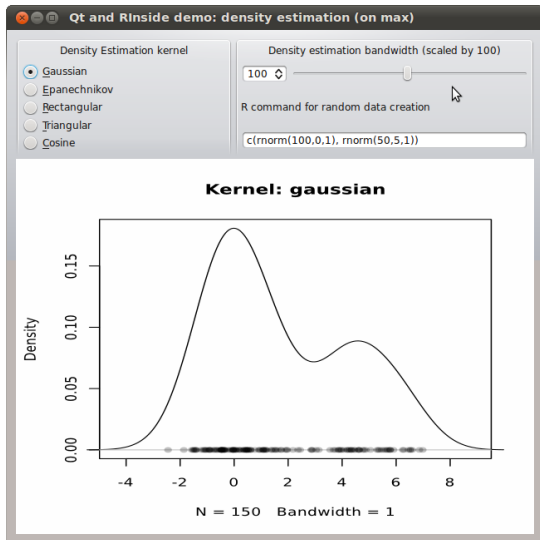 Qt and RInside demo: density estimation (on max)
Density Estimation kernel
Gaussian
Epanechnikov
Rectangular
Triangular
Cosine
Density estimation bandwidth (scaled by 100)
100
R command for random data creation
c(rnorm(100,0,1), rnorm(50,5,1))
Kernel: gaussian
Density
0.15
0.10
0.05
0.00
-4 -2 0 2 4 6 8
N = 150 Bandwidth = 1